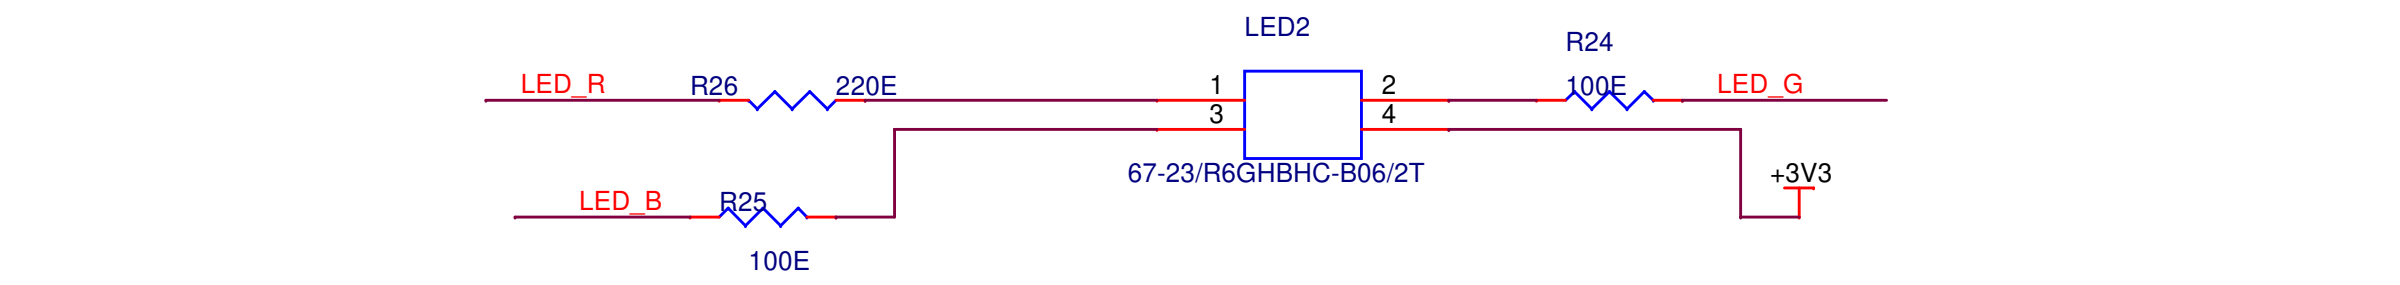 LED2
R24
LED_R
R26
220E
1
2
100E
LED_G
3
4
67-23/R6GHBHC-B06/2T
+3V3
LED_B
R25
100E